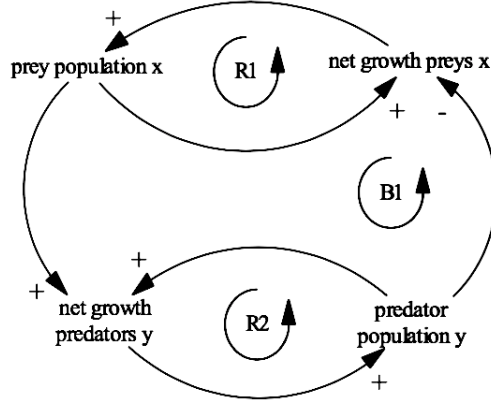 +
prey population x
R1
net growth preys x
+
-
B1
+
+
net growth
predators y
R2
predator
population y
+